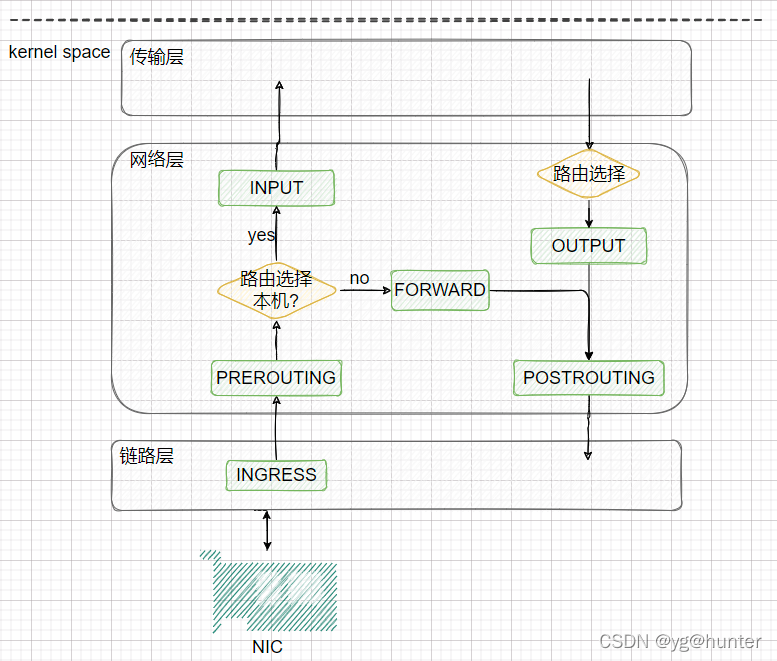 kernel space
传输层
网络层
路由选择
INPUT
OUTPUT
yes
路由选择
本机?
no
FORWARD
PREROUTING
POSTROUTING
链路层
INGRESS
NIC
CSDN @yg@hunter